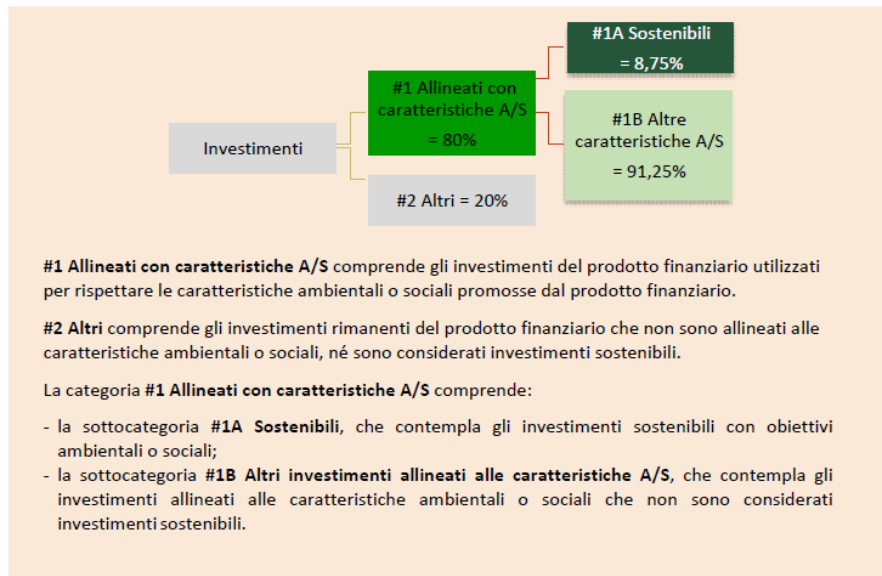 #1A Sostenibili
= 8,75%
#1 Allineati con
caratteristiche A/S
= 80%
#1B Altre
caratteristiche A/S
= 91,25%
Investimenti
#2 Altri = 20%
#1 Allineati con caratteristiche A/S comprende gli investimenti del prodotto finanziario utilizzati
per rispettare le caratteristiche ambientali o sociali promosse dal prodotto finanziario.
#2 Altri comprende gli investimenti rimanenti del prodotto finanziario che non sono allineati alle
caratteristiche ambientali o sociali, né sono considerati investimenti sostenibili.
La categoria #1 Allineati con caratteristiche A/S comprende:
- la sottocategoria #1A Sostenibili, che contempla gli investimenti sostenibili con obiettivi
ambientali o sociali;
- la sottocategoria #1B Altri investimenti allineati alle caratteristiche A/S, che contempla gli
investimenti allineati alle caratteristiche ambientali o sociali che non sono considerati
investimenti sostenibili.